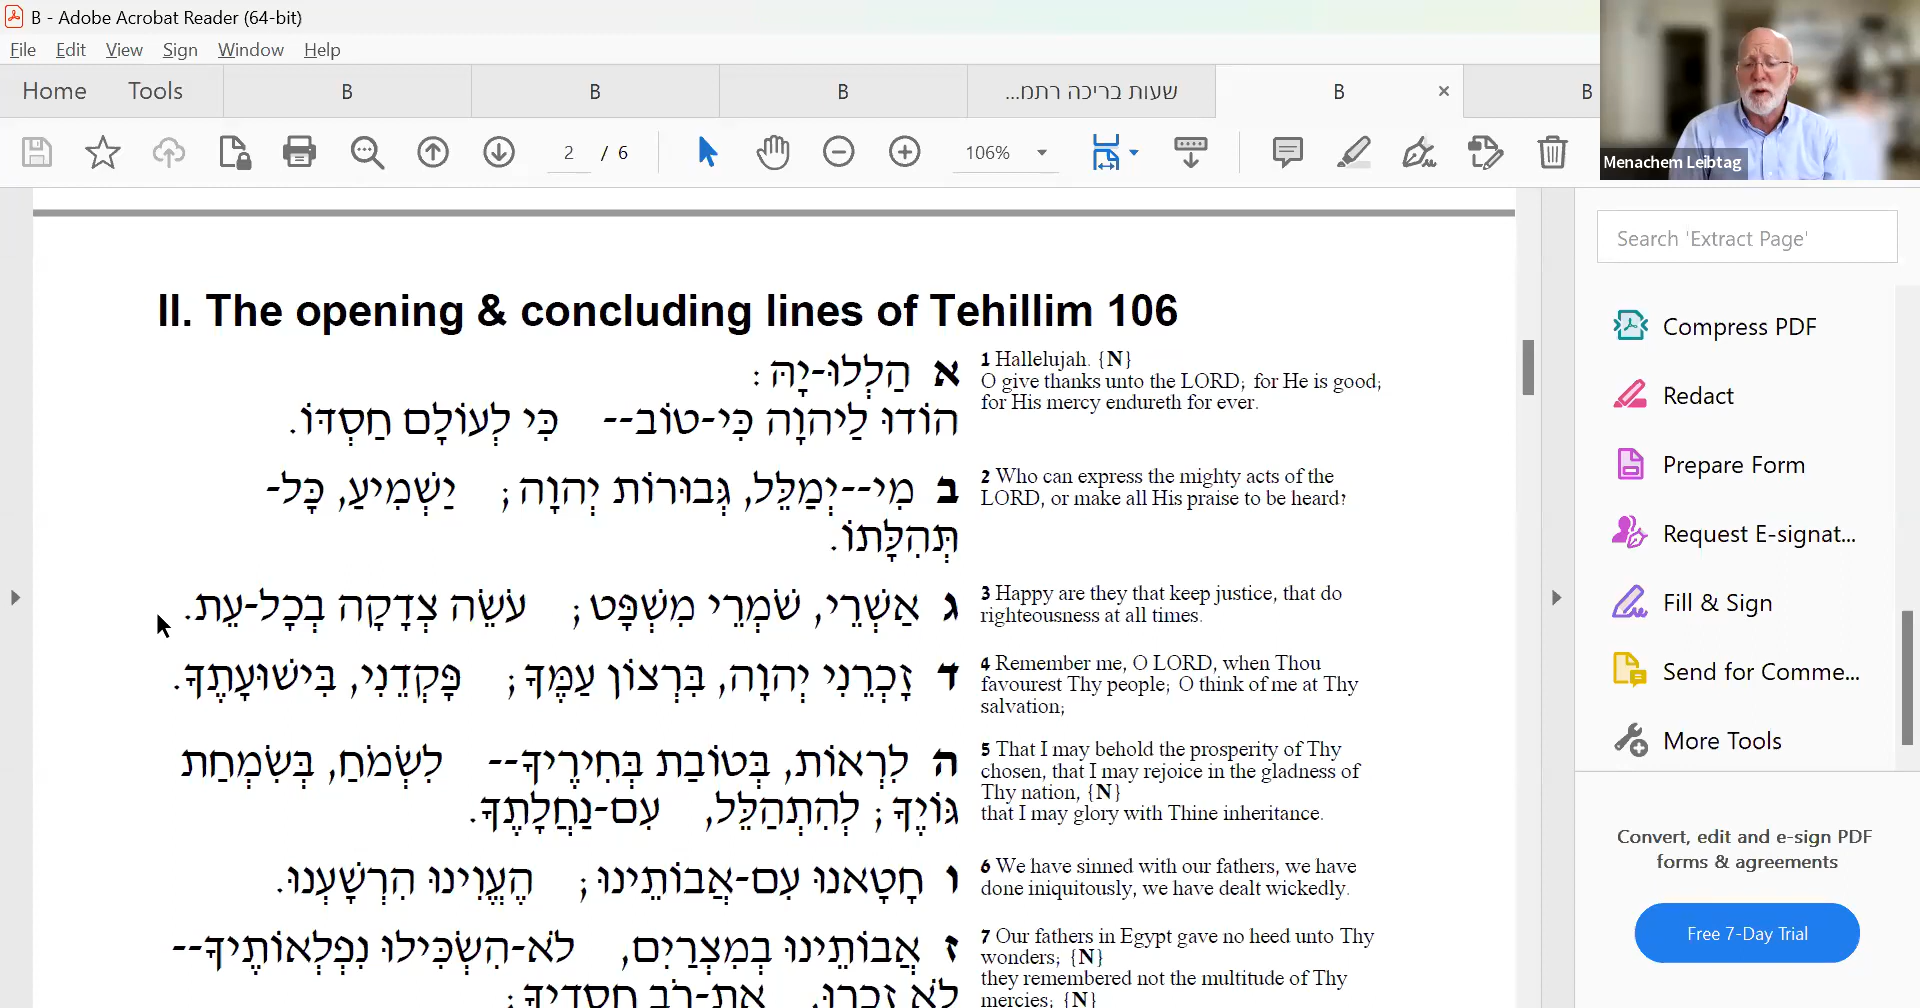 B - Adobe Acrobat Reader (64-bit)
File Edit View Sign Window Help
Home Tools B B B שעות בריכה רתמ... B × B
2 / 6 106%
Menachem Leibtag
II. The opening & concluding lines of Tehillim 106
א הַלְלוּ-יָהּ:
הוֹדוּ לַיהוָה כִּי-טוֹב-- כִּי לְעוֹלָם חַסְדּוֹ.
1 Hallelujah. {N}
O give thanks unto the LORD; for He is good;
for His mercy endureth for ever.
ב מִי--יְמַלֵּל, גְּבוּרוֹת יְהוָה; יַשְׁמִיעַ, כָּל-
תְּהִלָּתוֹ.
2 Who can express the mighty acts of the
LORD, or make all His praise to be heard?
ג אַשְׁרֵי, שֹׁמְרֵי מִשְׁפָּט; עֹשֵׂה צְדָקָה בְכָל-עֵת.
3 Happy are they that keep justice, that do
righteousness at all times.
ד זָכְרֵנִי יְהוָה, בִּרְצוֹן עַמֶּךָ; פָּקְדֵנִי, בִּישׁוּעָתֶךָ.
4 Remember me, O LORD, when Thou
favourest Thy people; O think of me at Thy
salvation;
ה לִרְאוֹת, בְּטוֹבַת בְּחִירֶיךָ-- לִשְׂמֹחַ, בְּשִׂמְחַת
גּוֹיֶךָ; לְהִתְהַלֵּל, עִם-נַחֲלָתֶךָ.
5 That I may behold the prosperity of Thy
chosen, that I may rejoice in the gladness of
Thy nation, {N}
that I may glory with Thine inheritance.
ו חָטָאנוּ עִם-אֲבוֹתֵינוּ; הֶעֱוִינוּ הִרְשָׁעְנוּ.
6 We have sinned with our fathers, we have
done iniquitously, we have dealt wickedly.
ז אֲבוֹתֵינוּ בְמִצְרַיִם, לֹא-הִשְׂכִּילוּ נִפְלְאוֹתֶיךָ--
לֹא זָכְרוּ, אֶת-רֹב חֲסָדֶיךָ;
7 Our fathers in Egypt gave no heed unto Thy
wonders; {N}
they remembered not the multitude of Thy
mercies; {N}
Search 'Extract Page'
Compress PDF
Redact
Prepare Form
Request E-signat...
Fill & Sign
Send for Comme...
More Tools
Convert, edit and e-sign PDF
forms & agreements
Free 7-Day Trial